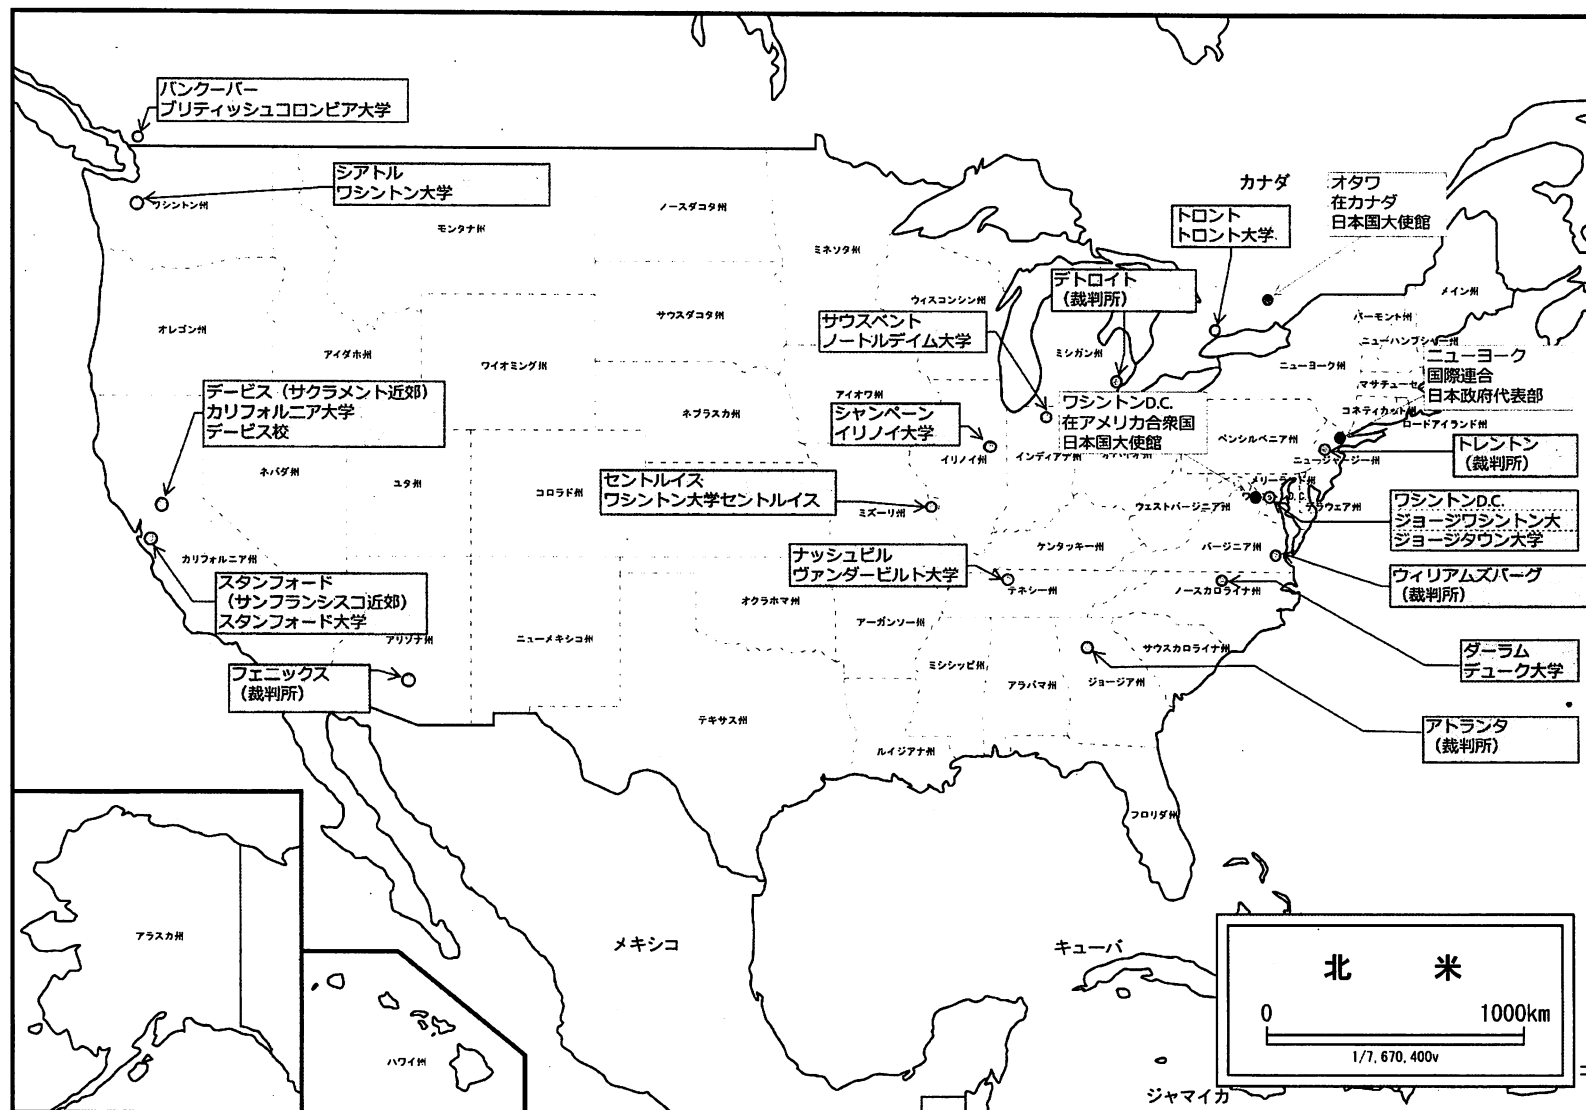 バンクーバー
ブリティッシュコロンビア大学
シアトル
ワシントン大学
ワシントン州
モンタナ州
ノースダコタ州
ミネソタ州
カナダ
オタワ
在カナダ
日本国大使館
トロント
トロント大学
デトロイト
(裁判所)
メイン州
オレゴン州
アイダホ州
ワイオミング州
サウスダコタ州
ウィスコンシン州
サウスベント
ノートルデイム大学
ミシガン州
バーモント州
ニューハンプシャー州
ニューヨーク州
マサチューセ
コネティカット州
ロードアイランド州
ニューヨーク
国際連合
日本政府代表部
デービス(サクラメント近郊)
カリフォルニア大学
デービス校
ネブラスカ州
アイオワ州
シャンペーン
イリノイ大学
イリノイ州
インディアナ州
ワシントンD.C.
在アメリカ合衆国
日本国大使館
ペンシルベニア州
ニュージャージー州
トレントン
(裁判所)
ネバダ州
ユタ州
コロラド州
セントルイス
ワシントン大学セントルイス
ミズーリ州
ウェストバージニア州
デラウェア州
ワシントンD.C.
ジョージワシントン大
ジョージタウン大学
カリフォルニア州
ケンタッキー州
バージニア州
ナッシュビル
ヴァンダービルト大学
テネシー州
ノースカロライナ州
ウィリアムズバーグ
(裁判所)
スタンフォード
(サンフランシスコ近郊)
スタンフォード大学
アリゾナ州
ニューメキシコ州
オクラホマ州
アーガンソー州
ミシシッピ州
アラバマ州
ジョージア州
サウスカロライナ州
ダーラム
デューク大学
フェニックス
(裁判所)
テキサス州
ルイジアナ州
アトランタ
(裁判所)
フロリダ州
アラスカ州
ハワイ州
メキシコ
キューバ
ジャマイカ
北 米
0 1000km
1/7,670,400v